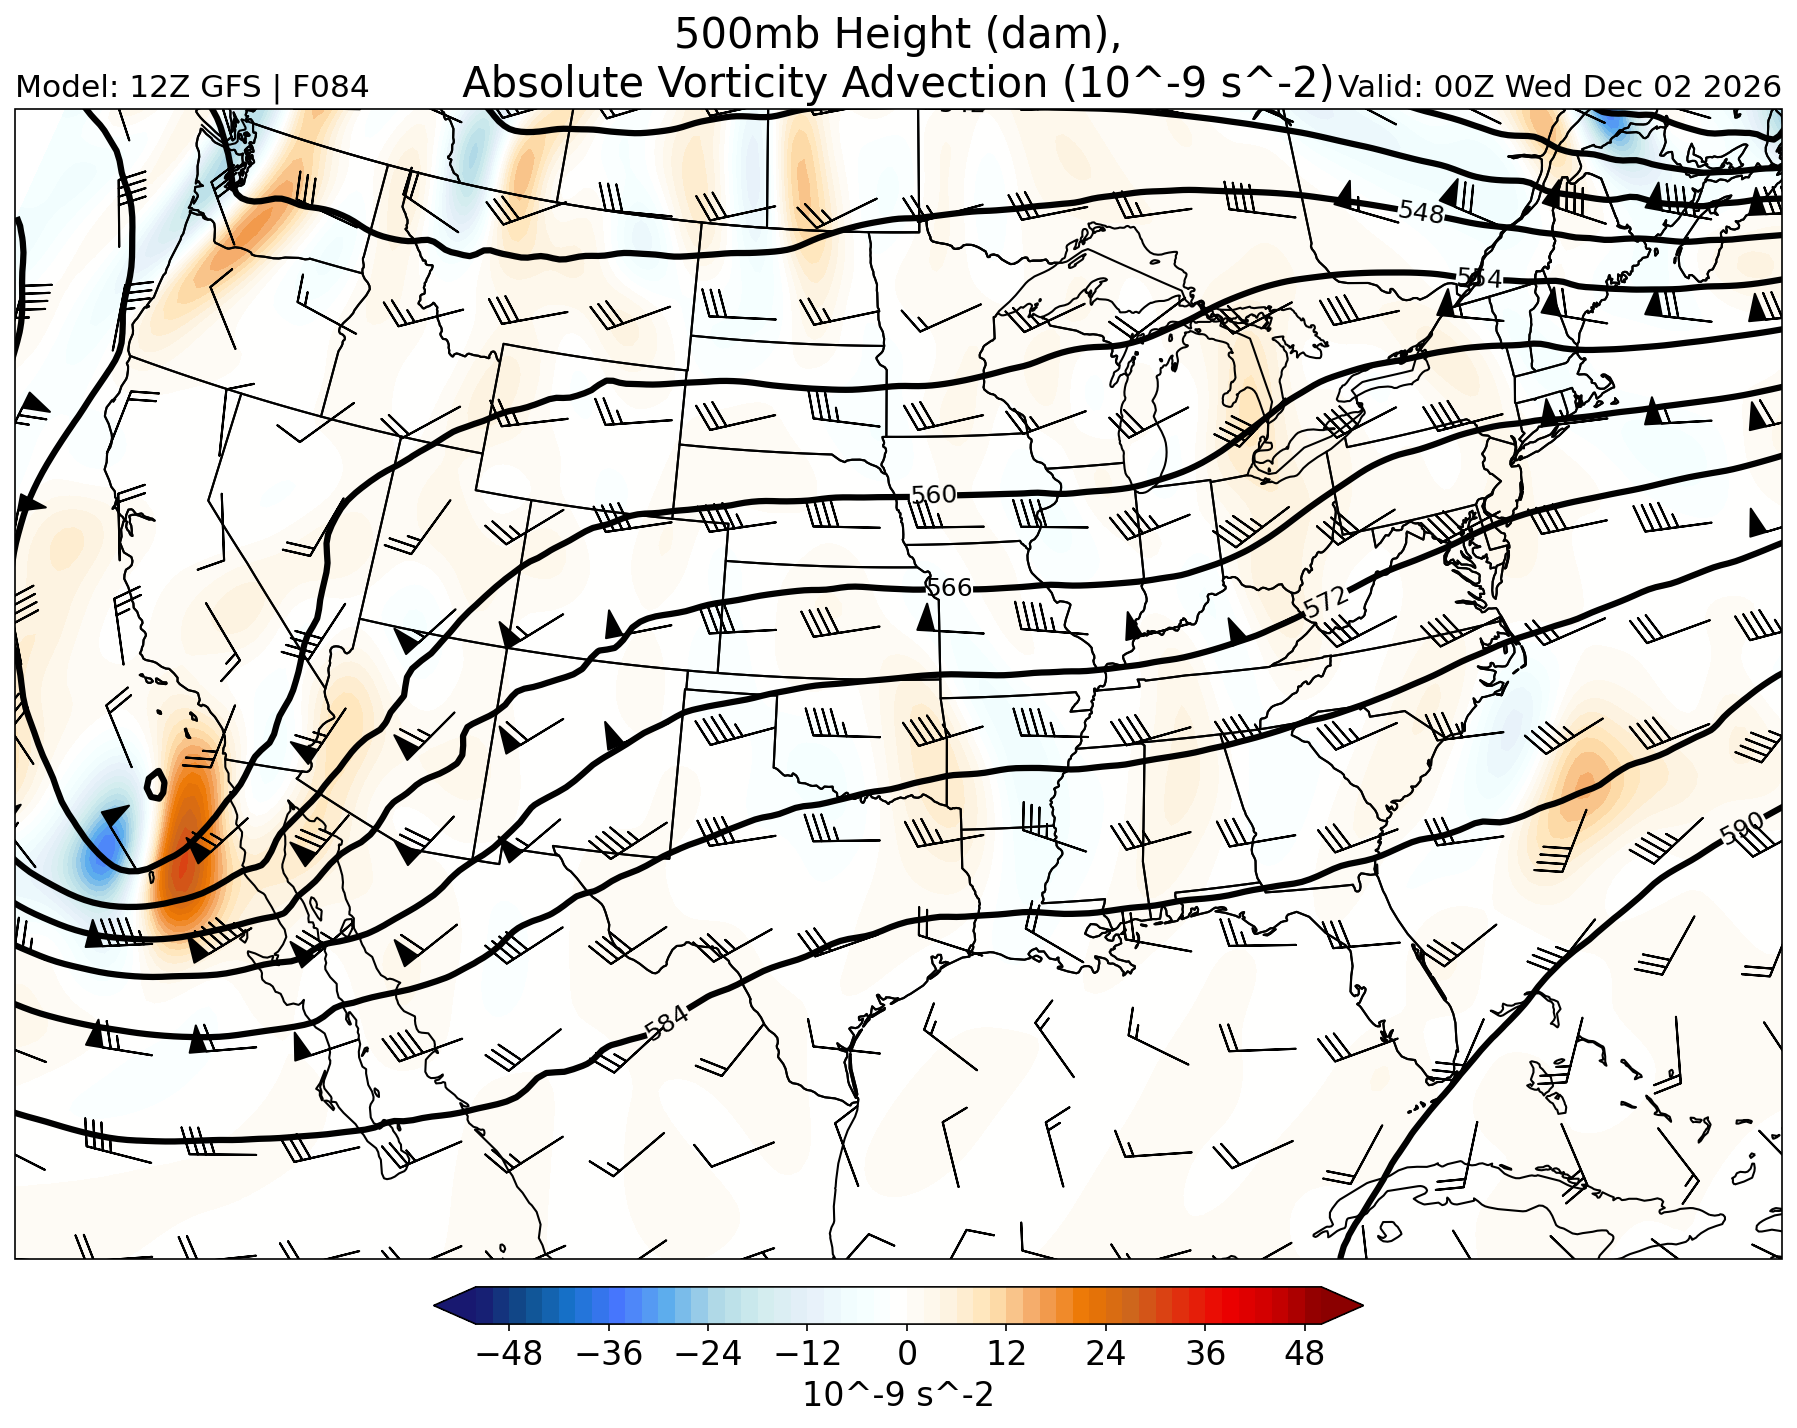 500mb Height (dam),
Model: 12Z GFS | F084
Absolute Vorticity Advection (10^-9 s^-2)
Valid: 00Z Wed Dec 02 2026
548
554
560
566
572
584
590
−48 −36 −24 −12 0 12 24 36 48
10^-9 s^-2